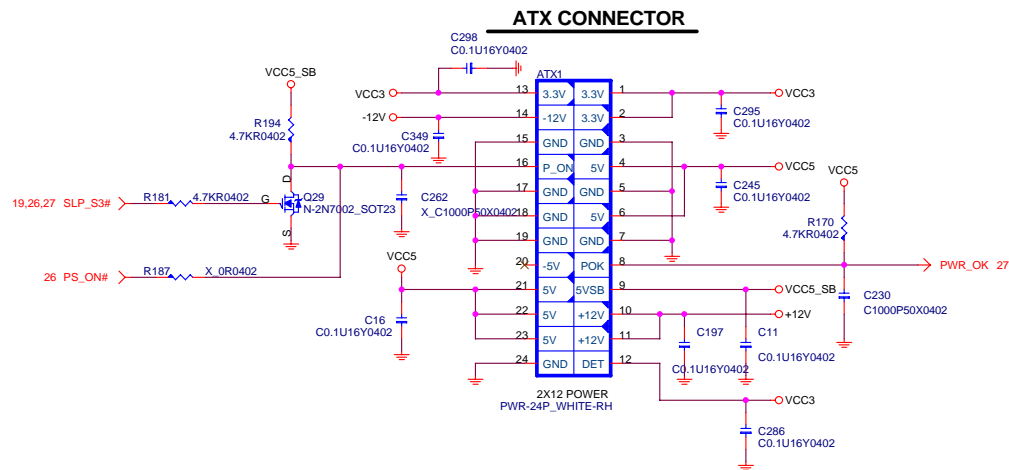 ATX CONNECTOR
C298
C0.1U16Y0402
VCC5_SB
R194
4.7KR0402
VCC3
-12V
C349
C0.1U16Y0402
ATX1
13 3.3V 3.3V 1
14 -12V 3.3V 2
15 GND GND 3
16 P_ON 5V 4
17 GND GND 5
18 GND 5V 6
19 GND GND 7
20 -5V POK 8
21 5V 5VSB 9
22 5V +12V 10
23 5V +12V 11
24 GND DET 12
2X12 POWER
PWR-24P_WHITE-RH
VCC3
C295
C0.1U16Y0402
VCC5
C245
C0.1U16Y0402
VCC5
R170
4.7KR0402
PWR_OK 27
C230
C1000P50X0402
VCC5_SB
+12V
C197
C0.1U16Y0402
C11
C0.1U16Y0402
VCC3
C286
C0.1U16Y0402
19,26,27 SLP_S3#
R181 4.7KR0402
D
G
S
Q29
N-2N7002_SOT23
C262
X_C1000P50X0402
26 PS_ON#
R187 X_0R0402
VCC5
C16
C0.1U16Y0402